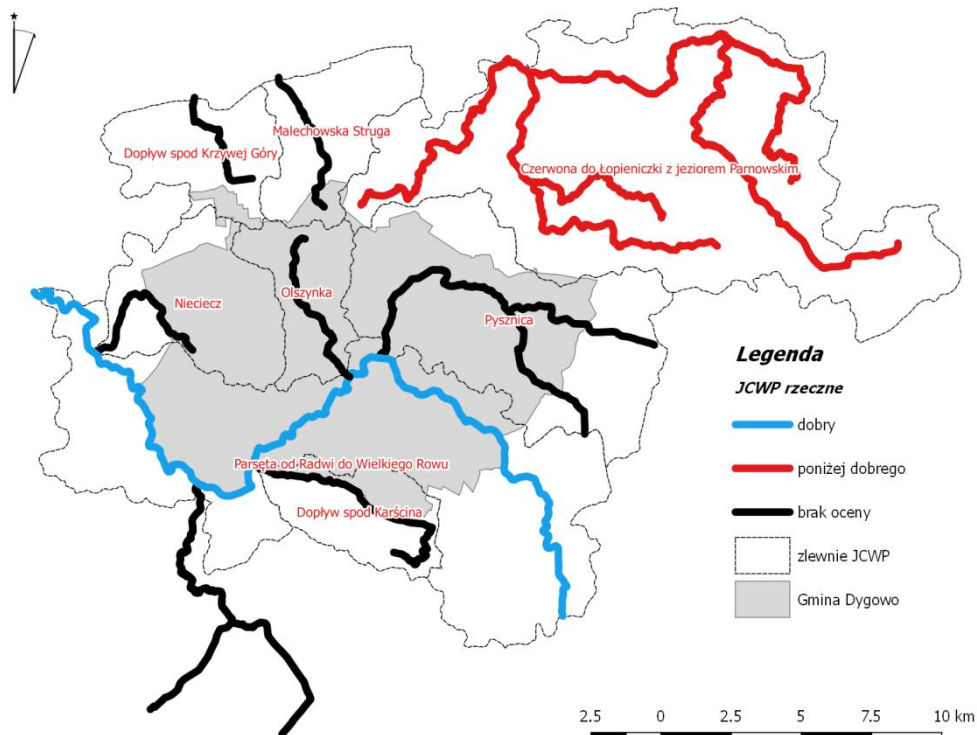 Malechowska Struga
Dopływ spod Krzywej Góry
Czerwona do Łopieniczki z jeziorem Parnowskim
Olszynka
Nieciecz
Pysznica
Parsęta od Radwi do Wielkiego Rowu
Dopływ spod Karścina
Legenda
JCWP rzeczne
dobry
poniżej dobrego
brak oceny
zlewnie JCWP
Gmina Dygowo
2.5 0 2.5 5 7.5 10 km